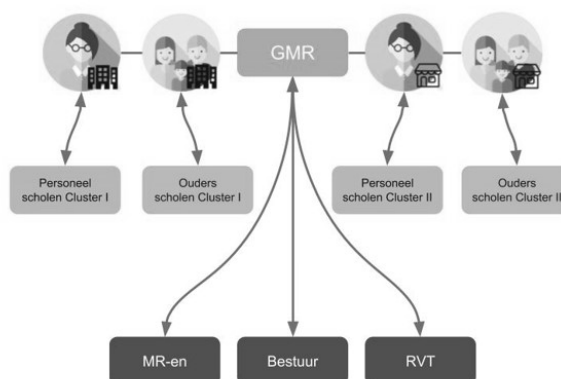 GMR
Personeel
scholen Cluster I
Ouders
scholen Cluster I
Personeel
scholen Cluster II
Ouders
scholen Cluster II
MR-en
Bestuur
RVT